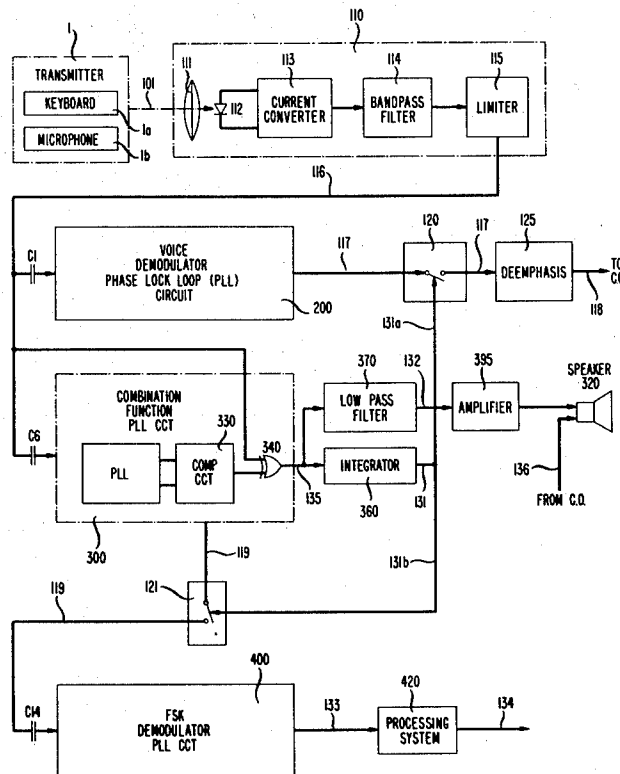 1
110
TRANSMITTER
KEYBOARD
1a
MICROPHONE
1b
101
111
112
113
CURRENT
CONVERTER
114
BANDPASS
FILTER
115
LIMITER
116
C1
VOICE
DEMODULATOR
PHASE LOCK LOOP (PLL)
CIRCUIT
200
117
120
117
125
DEEMPHASIS
TO
C.O.
118
131a
C6
COMBINATION
FUNCTION
PLL CCT
330
340
PLL
COMP
CCT
300
135
370
LOW PASS
FILTER
132
INTEGRATOR
360
131
395
AMPLIFIER
SPEAKER
320
136
FROM C.O.
119
131b
119
121
C14
400
FSK
DEMODULATOR
PLL CCT
133
420
PROCESSING
SYSTEM
134